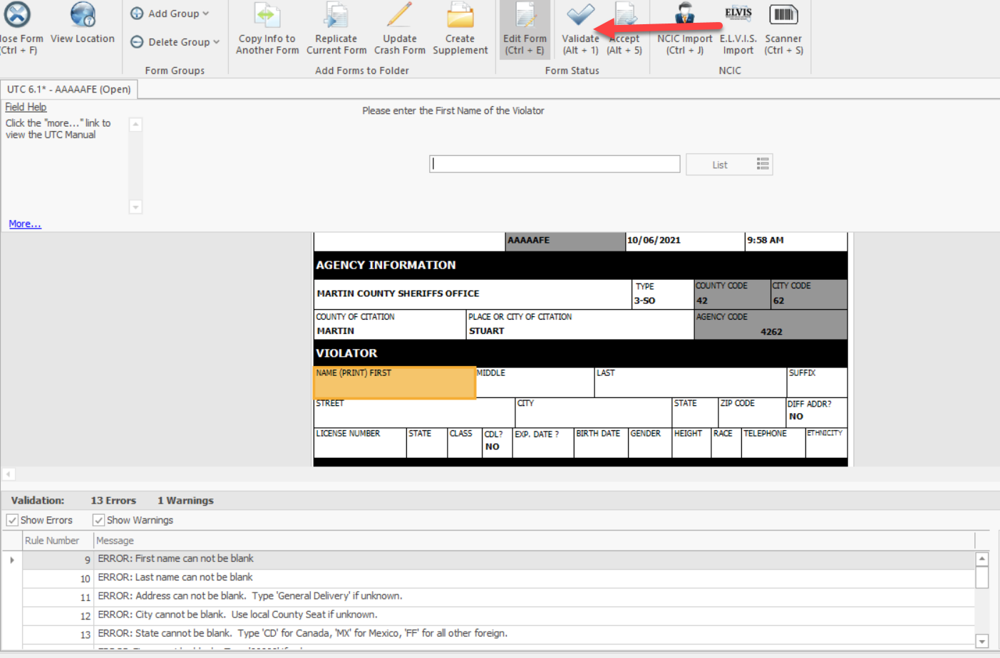 lose Form
(Ctrl + F)
View Location
Add Group
Delete Group
Form Groups
Copy Info to
Another Form
Replicate
Current Form
Update
Crash Form
Create
Supplement
Add Forms to Folder
Edit Form
(Ctrl + E)
Validate
(Alt + 1)
Accept
(Alt + 5)
Form Status
NCIC Import
(Ctrl + J)
ELVIS
E.L.V.I.S.
Import
Scanner
(Ctrl + S)
NCIC
UTC 6.1* - AAAAAFE (Open)
Field Help
Click the "more..." link to
view the UTC Manual
More...
Please enter the First Name of the Violator
List
AAAAAFE 10/06/2021 9:58 AM
AGENCY INFORMATION
MARTIN COUNTY SHERIFFS OFFICE
TYPE
3-SO
COUNTY CODE
42
CITY CODE
62
COUNTY OF CITATION
MARTIN
PLACE OR CITY OF CITATION
STUART
AGENCY CODE
4262
VIOLATOR
NAME (PRINT) FIRST MIDDLE LAST SUFFIX
STREET CITY STATE ZIP CODE DIFF ADDR?
NO
LICENSE NUMBER STATE CLASS CDL? EXP. DATE ? BIRTH DATE GENDER HEIGHT RACE TELEPHONE ETHNICITY
NO
Validation: 13 Errors 1 Warnings
Show Errors Show Warnings
Rule Number Message
9 ERROR: First name can not be blank
10 ERROR: Last name can not be blank
11 ERROR: Address can not be blank. Type 'General Delivery' if unknown.
12 ERROR: City cannot be blank. Use local County Seat if unknown.
13 ERROR: State cannot be blank. Type 'CD' for Canada, 'MX' for Mexico, 'FF' for all other foreign.